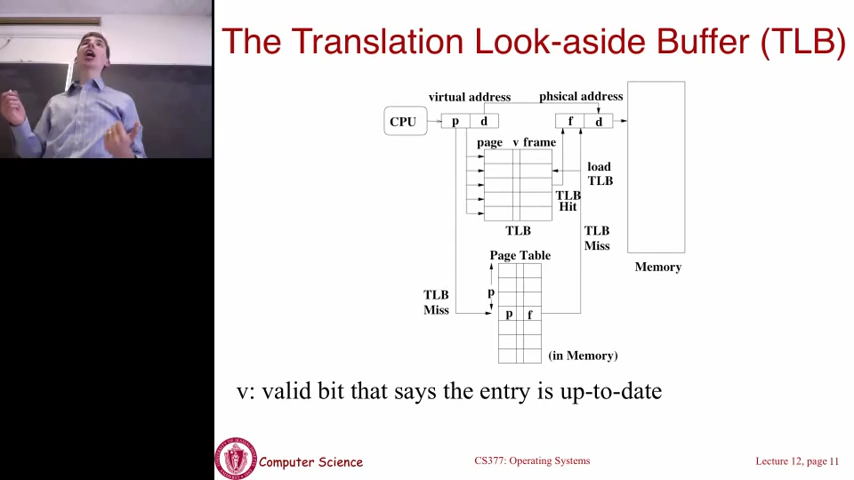 The Translation Look-aside Buffer (TLB)
virtual address
phsical address
CPU
p
d
f
d
page v frame
load
TLB
TLB
Hit
TLB
TLB
Miss
Memory
Page Table
p
TLB
Miss
p
f
(in Memory)
v: valid bit that says the entry is up-to-date
Computer Science
CS377: Operating Systems
Lecture 12, page 11